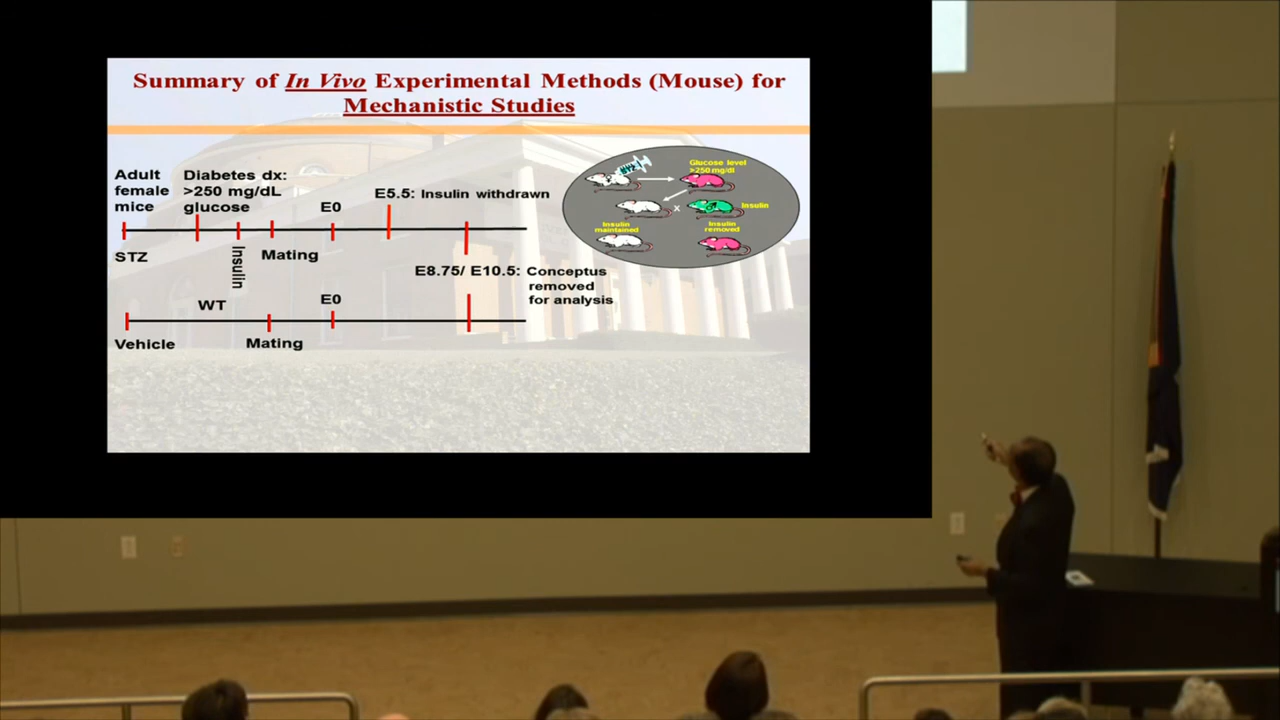 Summary of In Vivo Experimental Methods (Mouse) for
Mechanistic Studies
Adult
female
mice
Diabetes dx:
>250 mg/dL
glucose
E0
E5.5: Insulin withdrawn
STZ
Insulin
Mating
E8.75/ E10.5: Conceptus
removed
for analysis
WT
E0
Vehicle
Mating
STZ
Glucose level
>250 mg/dl
x
Insulin
Insulin
maintained
Insulin
removed